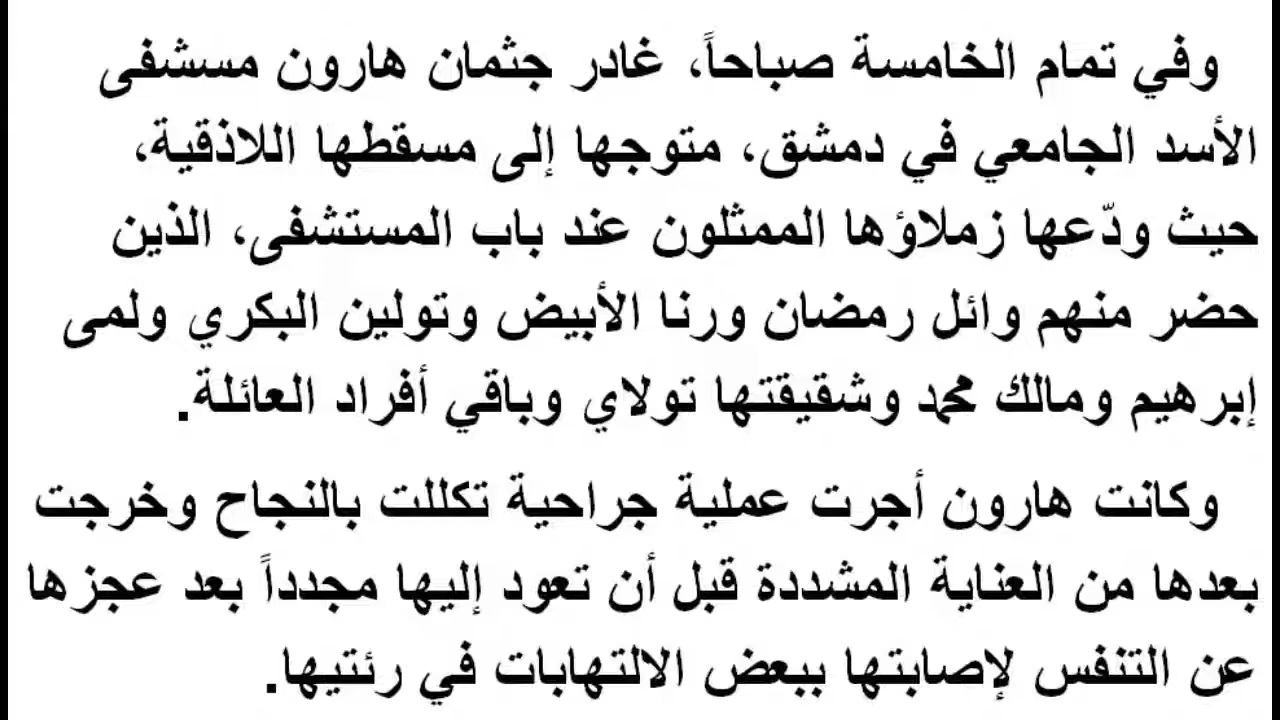 وفي تمام الخامسة صباحاً، غادر جثمان هارون مسشفى
الأسد الجامعي في دمشق، متوجها إلى مسقطها اللاذقية،
حيث ودّعها زملاؤها الممثلون عند باب المستشفى، الذين
حضر منهم وائل رمضان ورنا الأبيض وتولين البكري ولمى
إبرهيم ومالك محمد وشقيقتها تولاي وباقي أفراد العائلة.
وكانت هارون أجرت عملية جراحية تكللت بالنجاح وخرجت
بعدها من العناية المشددة قبل أن تعود إليها مجدداً بعد عجزها
عن التنفس لإصابتها ببعض الالتهابات في رئتيها.